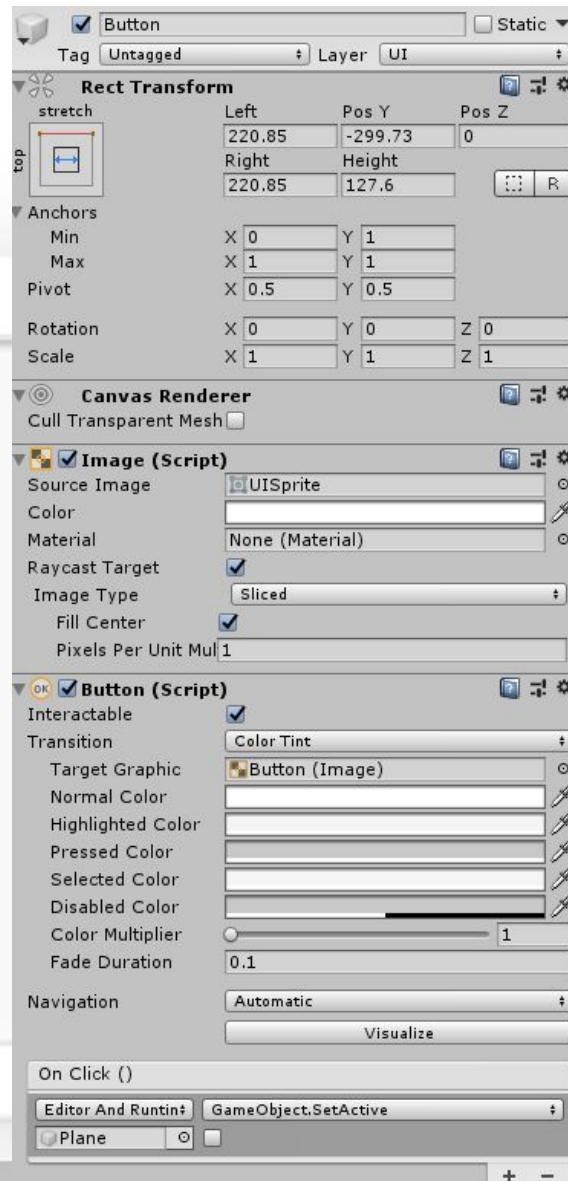 Button Static
Tag Untagged Layer UI
Rect Transform
stretch Left Pos Y Pos Z
220.85 -299.73 0
top
Right Height
220.85 127.6 R
Anchors
Min X 0 Y 1
Max X 1 Y 1
Pivot X 0.5 Y 0.5
Rotation X 0 Y 0 Z 0
Scale X 1 Y 1 Z 1
Canvas Renderer
Cull Transparent Mesh
Image (Script)
Source Image UISprite
Color
Material None (Material)
Raycast Target
Image Type Sliced
Fill Center
Pixels Per Unit Mul 1
OK Button (Script)
Interactable
Transition Color Tint
Target Graphic Button (Image)
Normal Color
Highlighted Color
Pressed Color
Selected Color
Disabled Color
Color Multiplier 1
Fade Duration 0.1
Navigation Automatic
Visualize
On Click ()
Editor And Runtin GameObject.SetActive
Plane
+ −